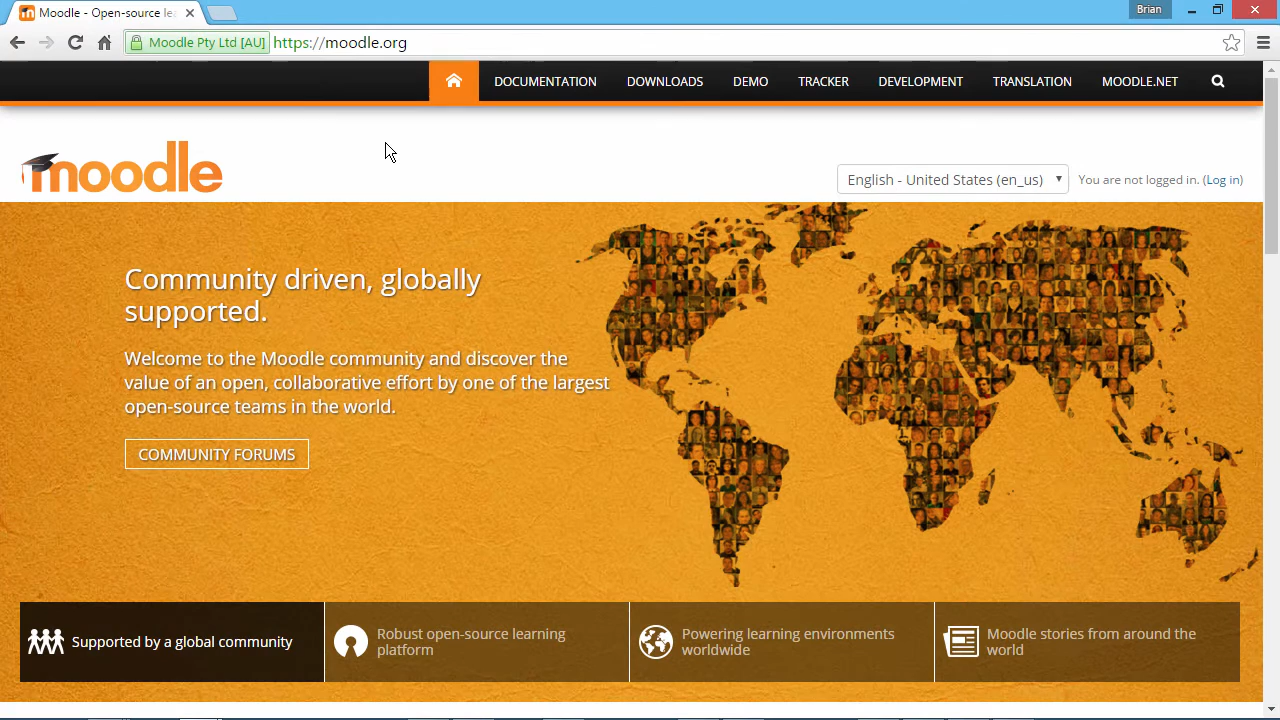 Moodle - Open-source le
Brian
Moodle Pty Ltd [AU] https://moodle.org
DOCUMENTATION DOWNLOADS DEMO TRACKER DEVELOPMENT TRANSLATION MOODLE.NET
moodle
English - United States (en_us) You are not logged in. (Log in)
Community driven, globally
supported.
Welcome to the Moodle community and discover the
value of an open, collaborative effort by one of the largest
open-source teams in the world.
COMMUNITY FORUMS
Supported by a global community
Robust open-source learning
platform
Powering learning environments
worldwide
Moodle stories from around the
world